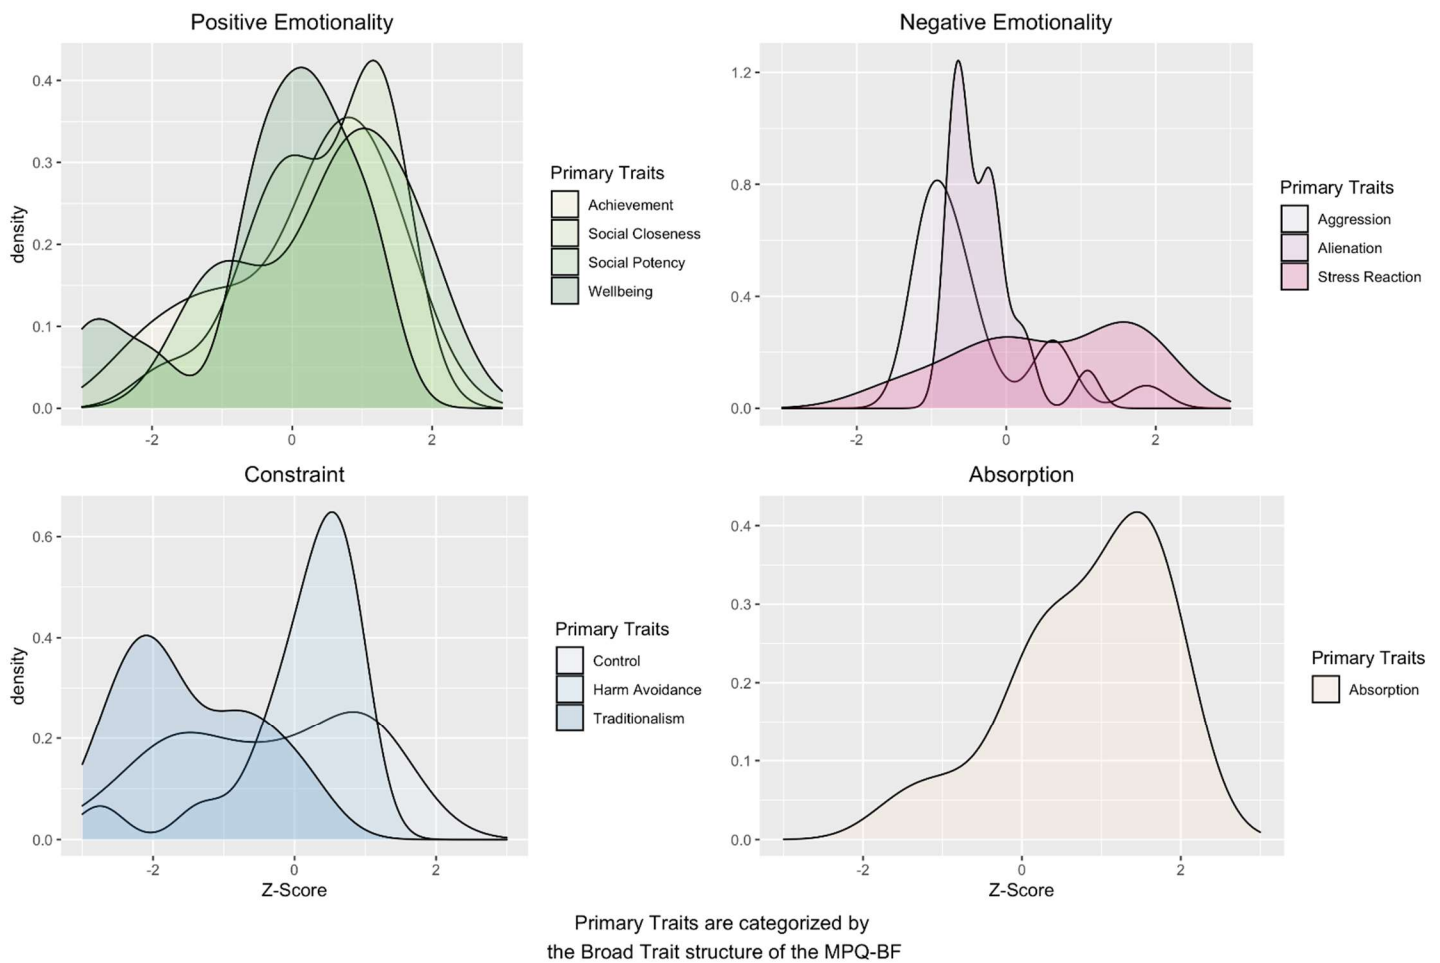 Positive Emotionality
density
0.4
0.3
0.2
0.1
0.0
-2
0
2
Primary Traits
Achievement
Social Closeness
Social Potency
Wellbeing
Negative Emotionality
1.2
0.8
0.4
0.0
-2
0
2
Primary Traits
Aggression
Alienation
Stress Reaction
Constraint
density
0.6
0.4
0.2
0.0
-2
0
2
Z-Score
Primary Traits
Control
Harm Avoidance
Traditionalism
Absorption
0.4
0.3
0.2
0.1
0.0
-2
0
2
Z-Score
Primary Traits
Absorption
Primary Traits are categorized by
the Broad Trait structure of the MPQ-BF